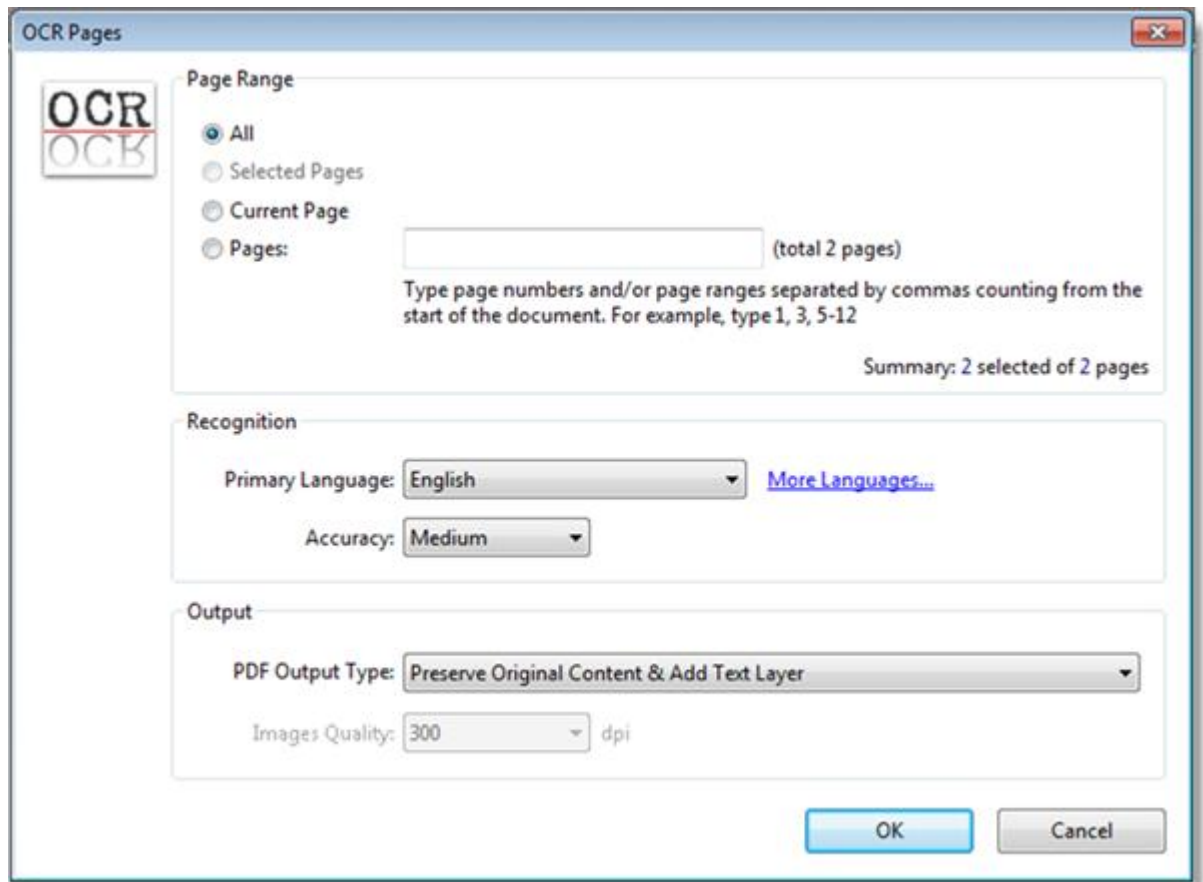 OCR Pages
OCR
OCR
Page Range
All
Selected Pages
Current Page
Pages: (total 2 pages)
Type page numbers and/or page ranges separated by commas counting from the
start of the document. For example, type 1, 3, 5-12
Summary: 2 selected of 2 pages
Recognition
Primary Language: English More Languages...
Accuracy: Medium
Output
PDF Output Type: Preserve Original Content & Add Text Layer
Images Quality: 300 dpi
OK Cancel